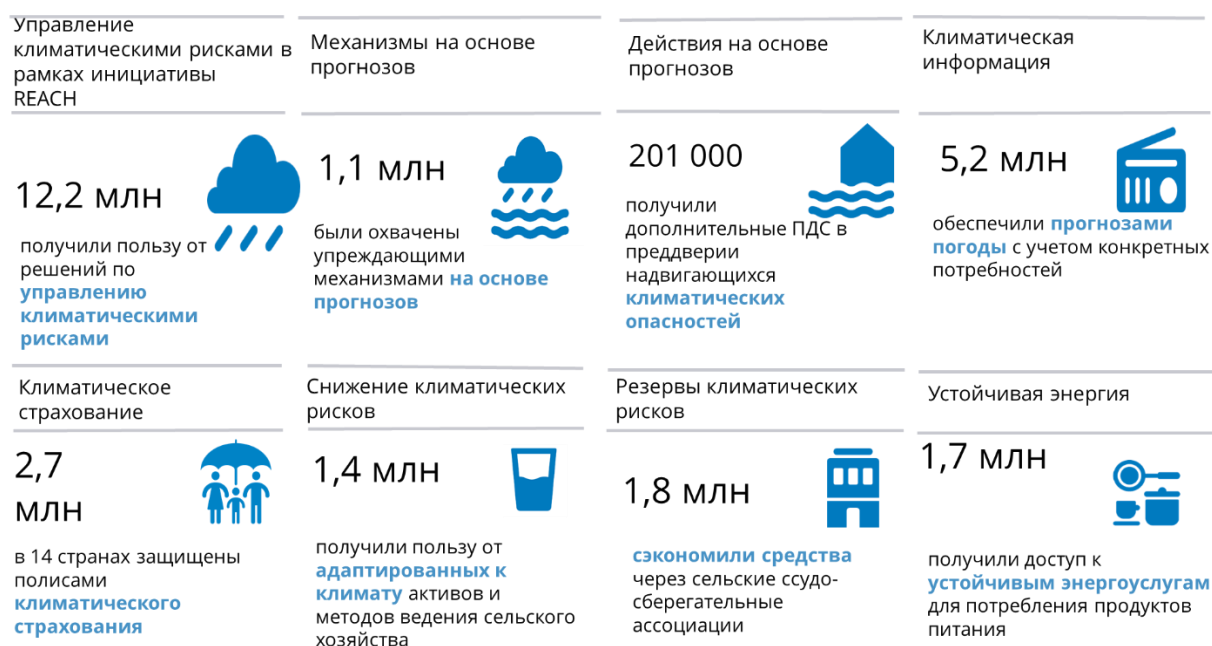 Управление
климатическими рисками в
рамках инициативы
REACH
12,2 млн
получили пользу от
решений по
управлению
климатическими
рисками
Механизмы на основе
прогнозов
1,1 млн
были охвачены
упреждающими
механизмами на основе
прогнозов
Действия на основе
прогнозов
201 000
получили
дополнительные ПДС в
преддверии
надвигающихся
климатических
опасностей
Климатическая
информация
5,2 млн
обеспечили прогнозами
погоды с учетом конкретных
потребностей
Климатическое
страхование
2,7
млн
в 14 странах защищены
полисами
климатического
страхования
Снижение климатических
рисков
1,4 млн
получили пользу от
адаптированных к
климату активов и
методов ведения сельского
хозяйства
Резервы климатических
рисков
1,8 млн
сэкономили средства
через сельские ссудо-
сберегательные
ассоциации
Устойчивая энергия
1,7 млн
получили доступ к
устойчивым энергоуслугам
для потребления продуктов
питания